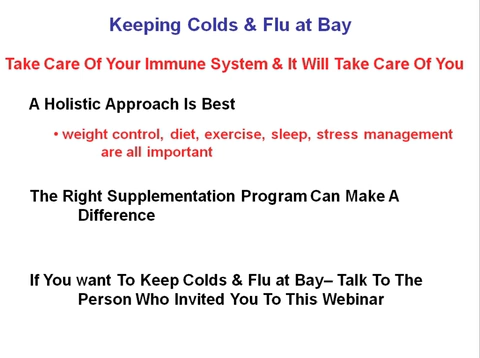 Keeping Colds & Flu at Bay
Take Care Of Your Immune System & It Will Take Care Of You
A Holistic Approach Is Best
• weight control, diet, exercise, sleep, stress management
are all important
The Right Supplementation Program Can Make A
Difference
If You want To Keep Colds & Flu at Bay– Talk To The
Person Who Invited You To This Webinar